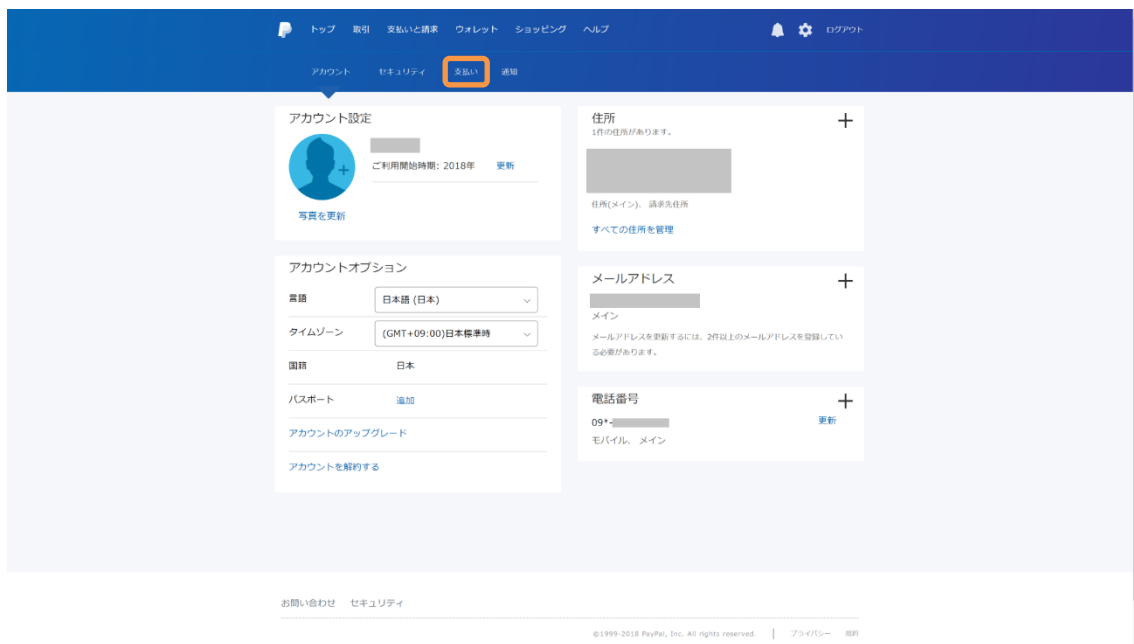 トップ 取引 支払いと請求 ウォレット ショッピング ヘルプ ログアウト
アカウント セキュリティ 支払い 通知
アカウント設定
ご利用開始時期: 2018年 更新
写真を更新
アカウントオプション
言語 日本語 (日本)
タイムゾーン (GMT+09:00)日本標準時
国籍 日本
パスポート 追加
アカウントのアップグレード
アカウントを解約する
住所
1件の住所があります。
住所(メイン)、 請求先住所
すべての住所を管理
メールアドレス
メイン
メールアドレスを更新するには、2件以上のメールアドレスを登録してい
る必要があります。
電話番号
09*- 更新
モバイル、 メイン
お問い合わせ セキュリティ
©1999-2018 PayPal, Inc. All rights reserved. | プライバシー 規約